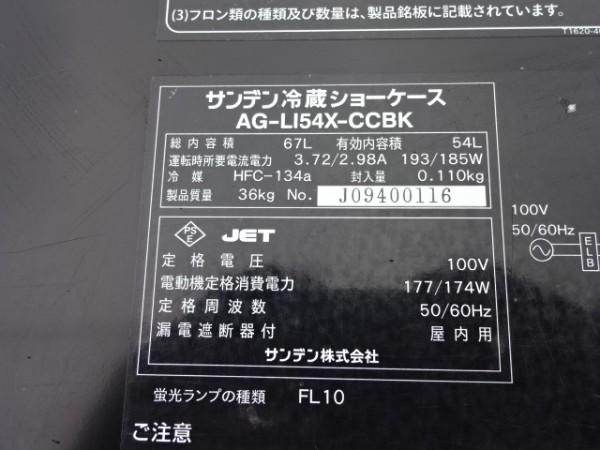 (3)フロン類の種類及び数量は、製品銘板に記載されています。
T1620-4
サンデン冷蔵ショーケース
AG-LI54X-CCBK
総内容積 67L 有効内容積 54L
運転時所要電流電力 3.72/2.98A 193/185W
冷媒 HFC-134a 封入量 0.110kg
製品質量 36kg No. J09400116
PSE JET
定格電圧 100V
電動機定格消費電力 177/174W
定格周波数 50/60Hz
漏電遮断器付 屋内用
サンデン株式会社
100V
50/60Hz
ELB
蛍光ランプの種類 FL10
ご注意